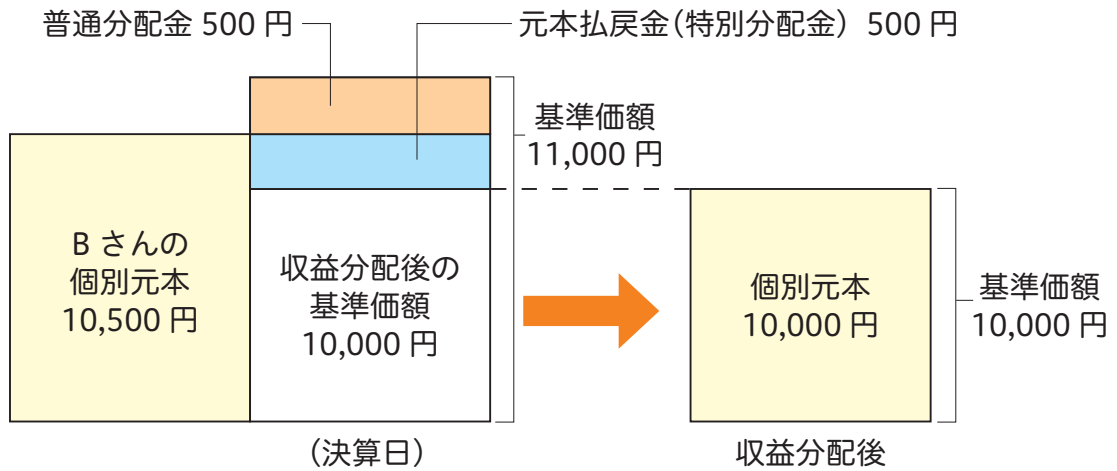 普通分配金 500 円
元本払戻金(特別分配金) 500 円
基準価額
11,000 円
B さんの
個別元本
10,500 円
収益分配後の
基準価額
10,000 円
個別元本
10,000 円
基準価額
10,000 円
(決算日)
収益分配後